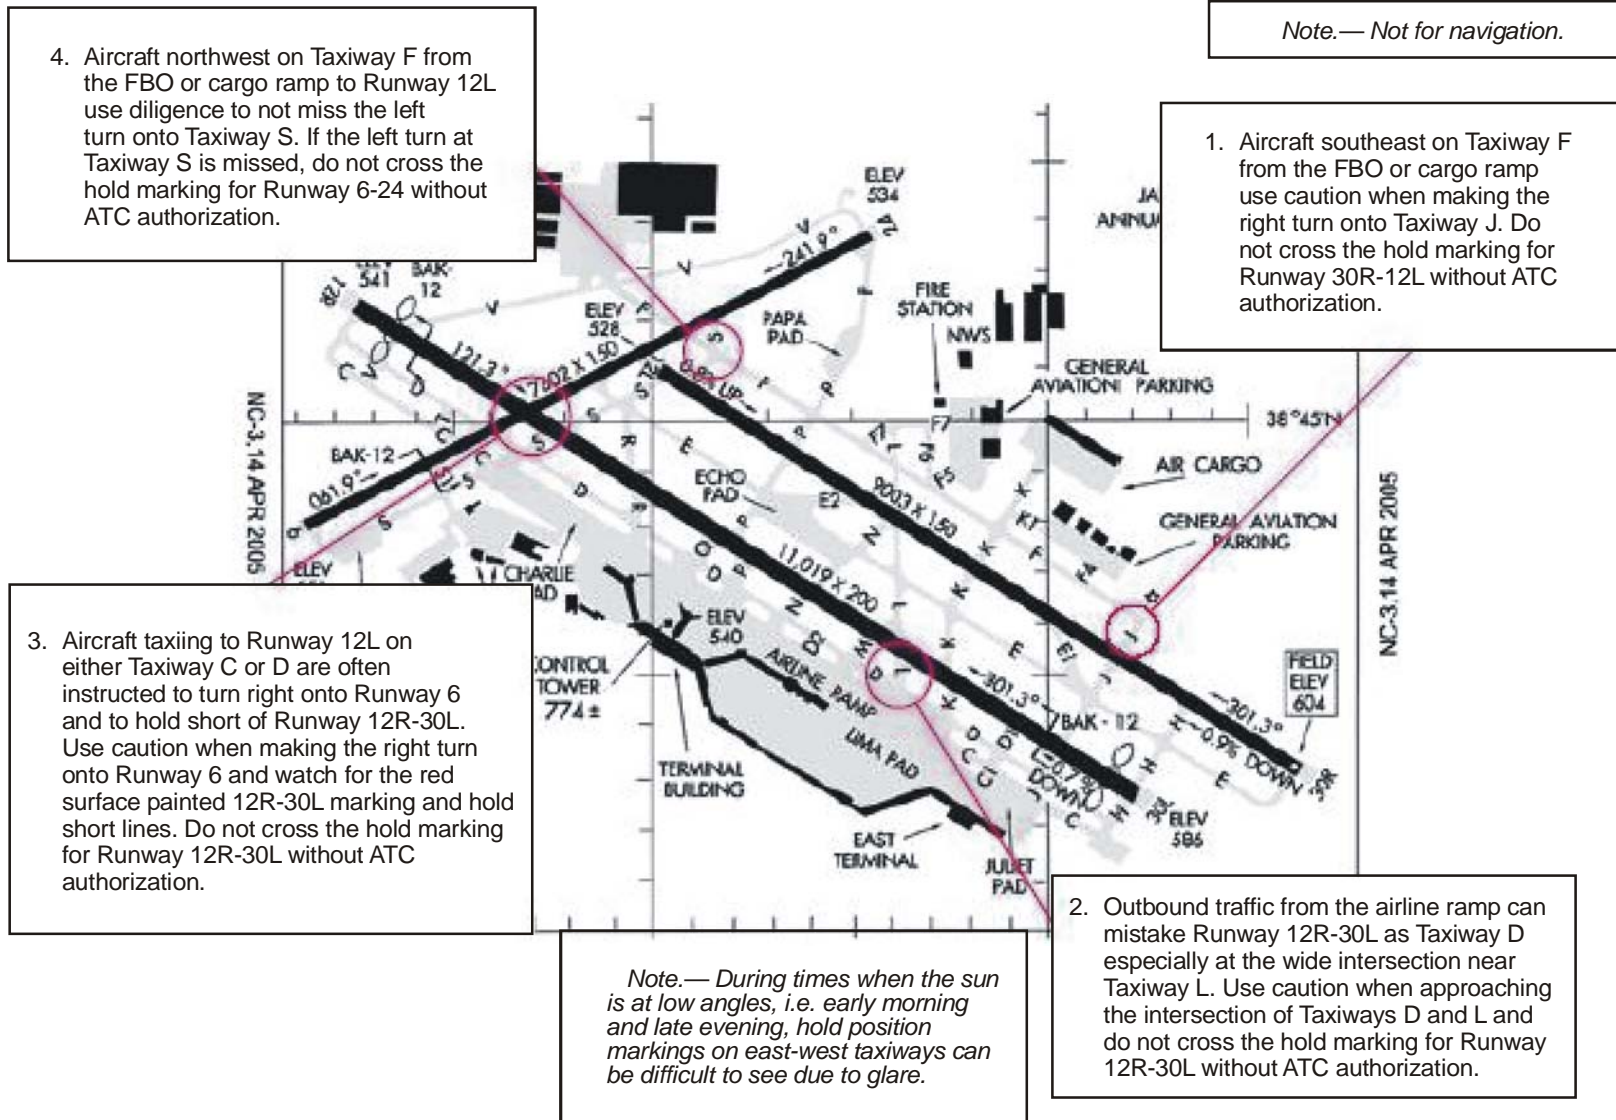 Note.— Not for navigation.
4. Aircraft northwest on Taxiway F from
the FBO or cargo ramp to Runway 12L
use diligence to not miss the left
turn onto Taxiway S. If the left turn at
Taxiway S is missed, do not cross the
hold marking for Runway 6-24 without
ATC authorization.
1. Aircraft southeast on Taxiway F
from the FBO or cargo ramp
use caution when making the
right turn onto Taxiway J. Do
not cross the hold marking for
Runway 30R-12L without ATC
authorization.
ELEV
534
24
JA
ANNUA
541
BAK-
12
12R
V
V
V
241.9°
F
ELEV
528
PAPA
PAD
FIRE
STATION
NWS
GENERAL
AVIATION PARKING
121.3°
7602 X 150
S
F
P
F7
38°45'N
BAK-12
061.9°
6
ECHO
PAD
E2
9003 X 150
AIR CARGO
GENERAL AVIATION
PARKING
NC-3, 14 APR 2005
NC-3, 14 APR 2005
ELEV
CHARLIE
AD
11,019 X 200
ELEV
540
ONTROL
TOWER
774±
AIRLINE RAMP
LIMA PAD
301.3°
BAK-12
0.7%
DOWN
301.3°
0.9% DOWN
FIELD
ELEV
604
30R
30L
ELEV
586
TERMINAL
BUILDING
EAST
TERMINAL
JULIET
PAD
3. Aircraft taxiing to Runway 12L on
either Taxiway C or D are often
instructed to turn right onto Runway 6
and to hold short of Runway 12R-30L.
Use caution when making the right turn
onto Runway 6 and watch for the red
surface painted 12R-30L marking and hold
short lines. Do not cross the hold marking
for Runway 12R-30L without ATC
authorization.
2. Outbound traffic from the airline ramp can
mistake Runway 12R-30L as Taxiway D
especially at the wide intersection near
Taxiway L. Use caution when approaching
the intersection of Taxiways D and L and
do not cross the hold marking for Runway
12R-30L without ATC authorization.
Note.— During times when the sun
is at low angles, i.e. early morning
and late evening, hold position
markings on east-west taxiways can
be difficult to see due to glare.